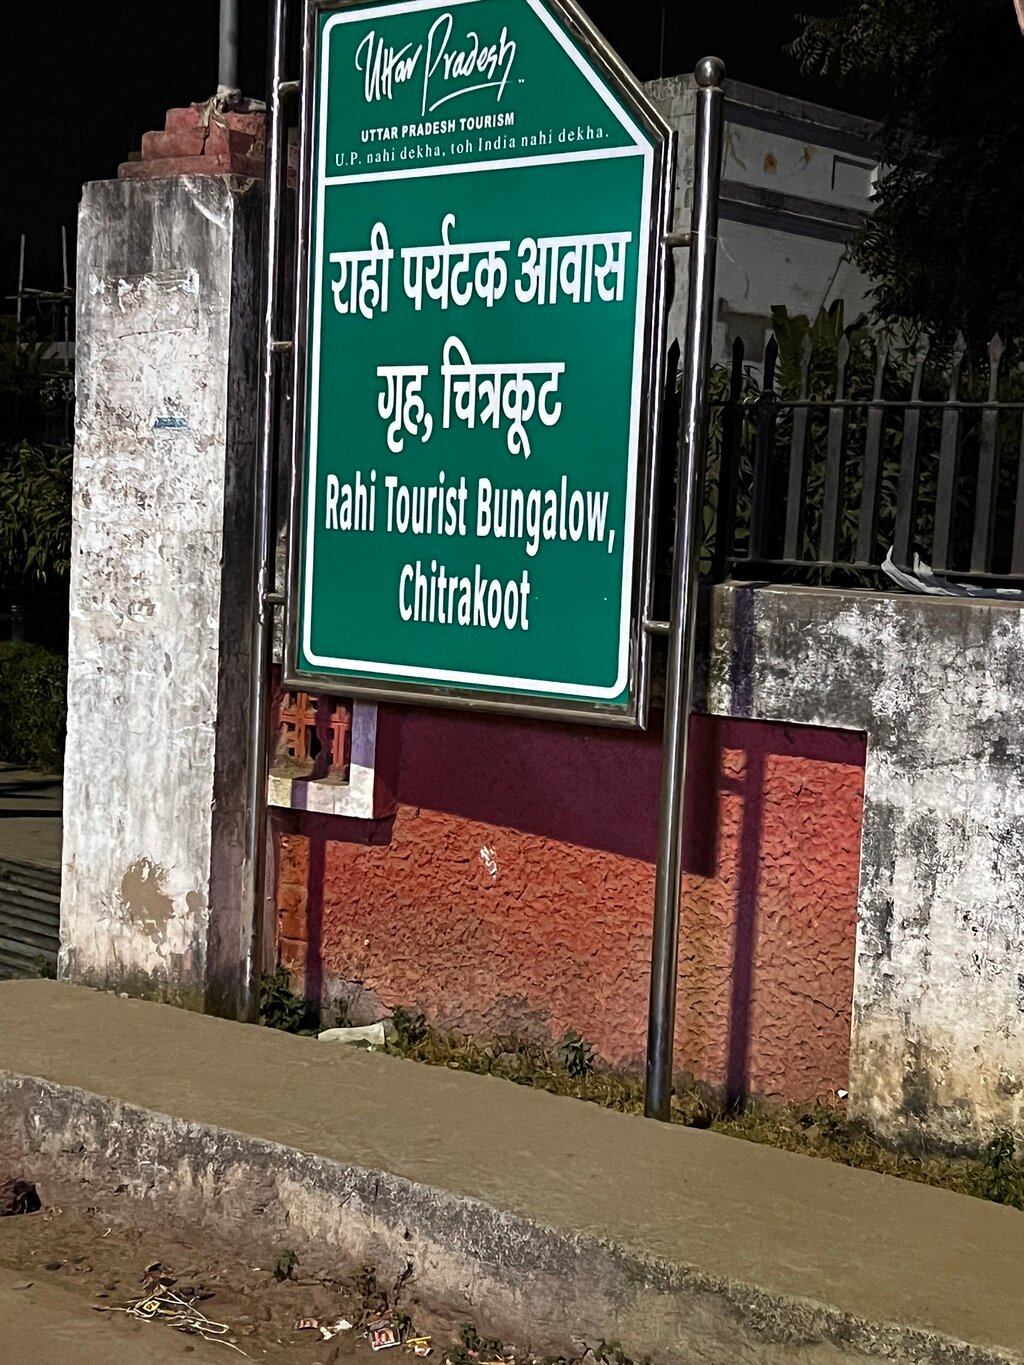 Uttar Pradesh
UTTAR PRADESH TOURISM
U.P. nahi dekha, toh India nahi dekha.
राही पर्यटक आवास
गृह, चित्रकूट
Rahi Tourist Bungalow,
Chitrakoot